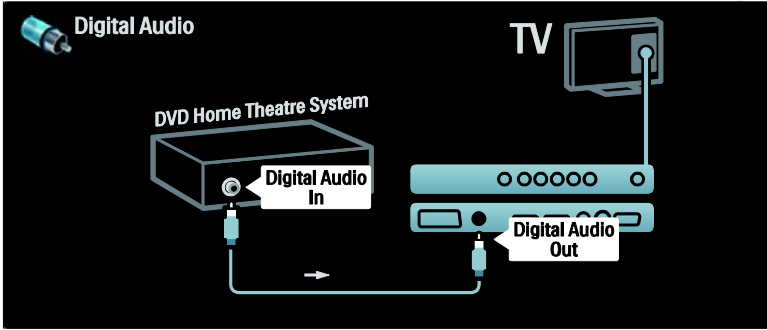 Digital Audio
TV
DVD Home Theatre System
Digital Audio
In
Digital Audio
Out